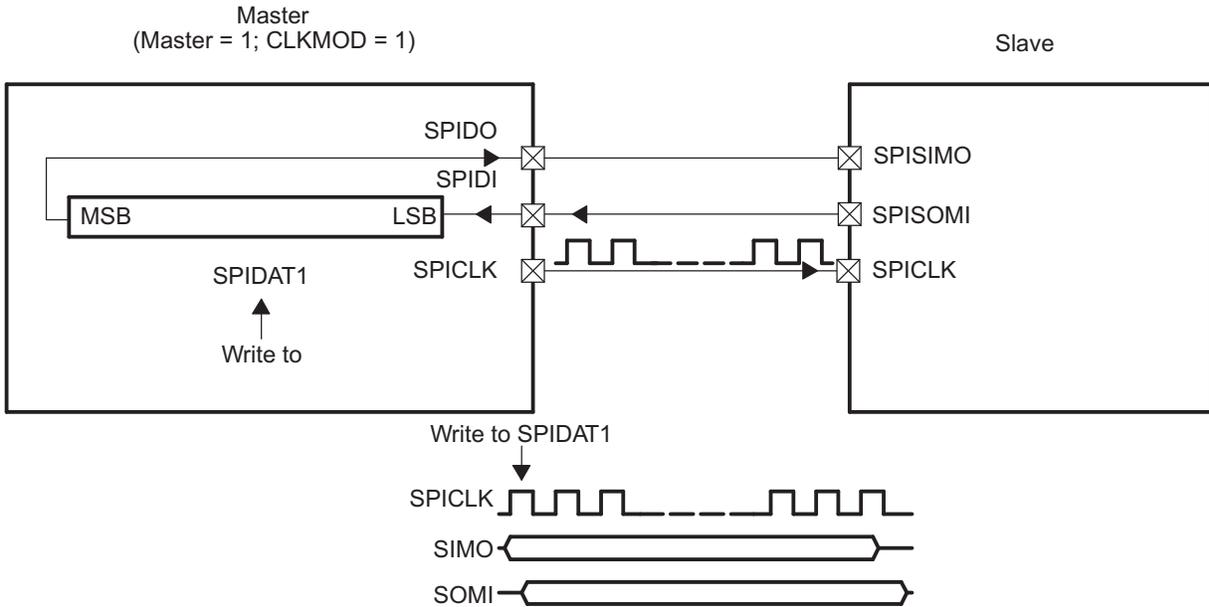 Master
(Master = 1; CLKMOD = 1)
Slave
SPIDO
SPISIMO
SPIDI
MSB
LSB
SPISOMI
SPIDAT1
SPICLK
SPICLK
Write to
Write to SPIDAT1
SPICLK
SIMO
SOMI